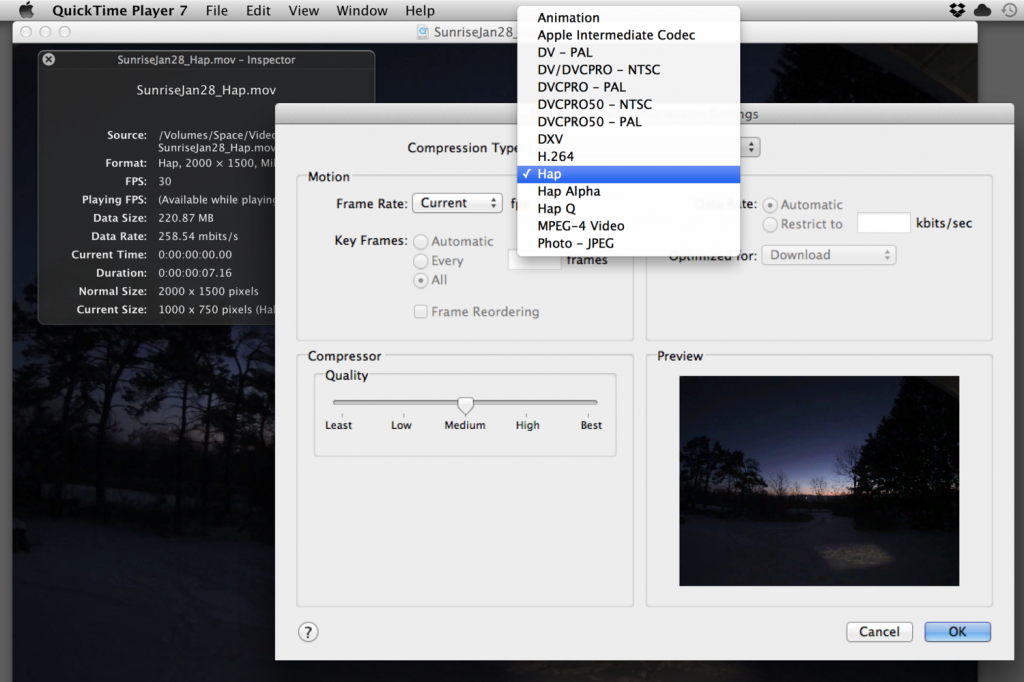 QuickTime Player 7 File Edit View Window Help
SunriseJan28_
SunriseJan28_Hap.mov – Inspector
SunriseJan28_Hap.mov
Source: /Volumes/Space/Video
SunriseJan28_Hap.mov
Format: Hap, 2000 × 1500, Mil
FPS: 30
Playing FPS: (Available while playing
Data Size: 220.87 MB
Data Rate: 258.54 mbits/s
Current Time: 0:00:00:00.00
Duration: 0:00:00:07.16
Normal Size: 2000 x 1500 pixels
Current Size: 1000 x 750 pixels (Hal
Compression Type
Animation
Apple Intermediate Codec
DV – PAL
DV/DVCPRO – NTSC
DVCPRO – PAL
DVCPRO50 – NTSC
DVCPRO50 – PAL
DXV
H.264
✓ Hap
Hap Alpha
Hap Q
MPEG-4 Video
Photo – JPEG
Motion
Frame Rate: Current
Key Frames: Automatic
Every frames
All
Frame Reordering
Automatic
Restrict to kbits/sec
Optimized for: Download
Compressor
Quality
Least Low Medium High Best
Preview
?
Cancel OK